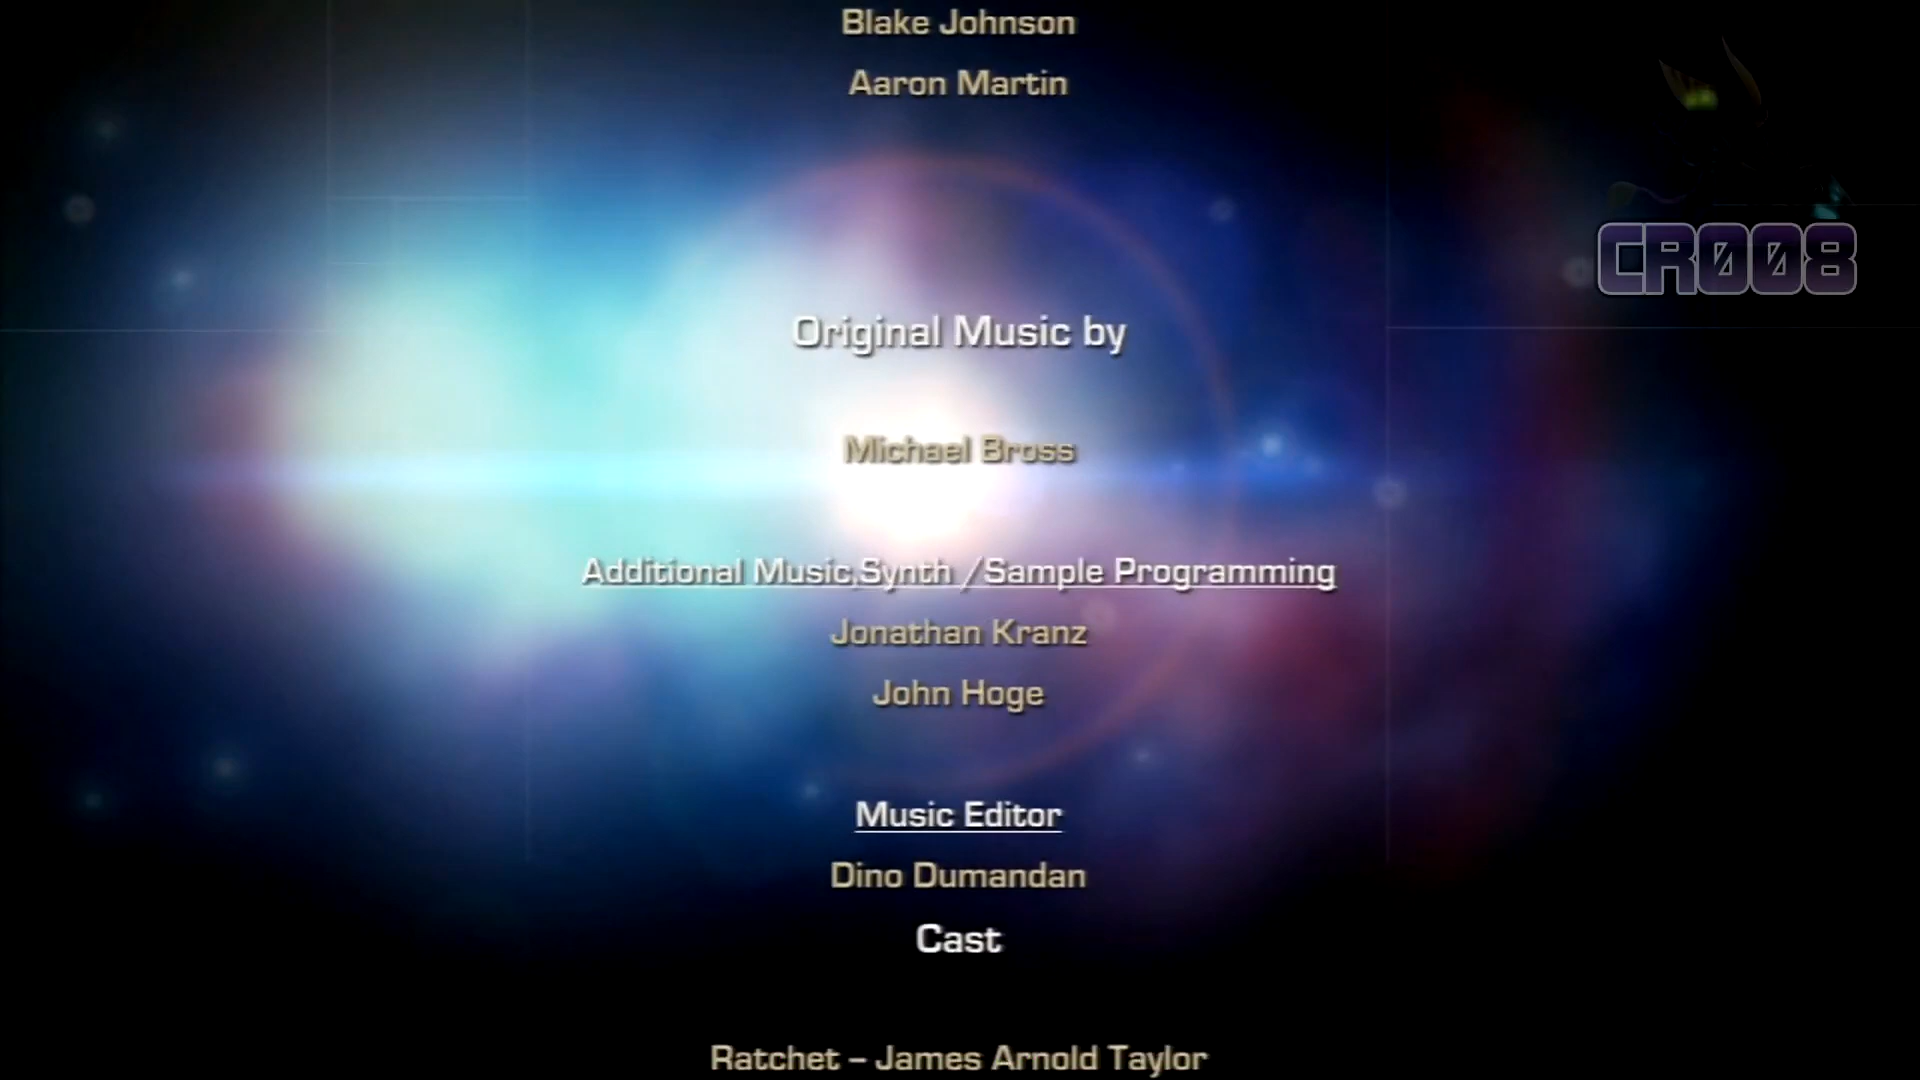 Blake Johnson
Aaron Martin
CR008
Original Music by
Michael Bross
Additional Music,Synth /Sample Programming
Jonathan Kranz
John Hoge
Music Editor
Dino Dumandan
Cast
Ratchet – James Arnold Taylor